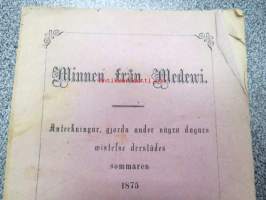 Minnen från Medewi.
Anteckningar, gjorda under några dagars
wistelse derstädes
sommaren
1875